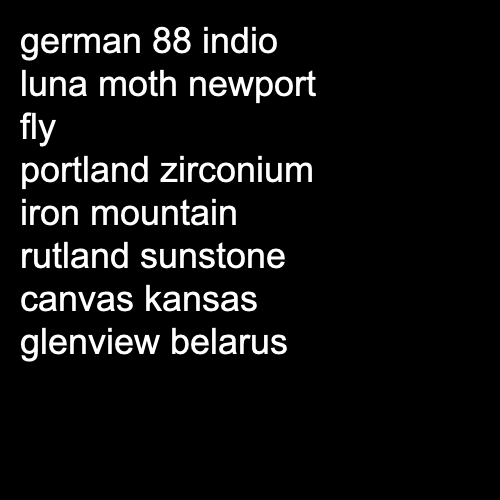 german 88 indio
luna moth newport
fly
portland zirconium
iron mountain
rutland sunstone
canvas kansas
glenview belarus